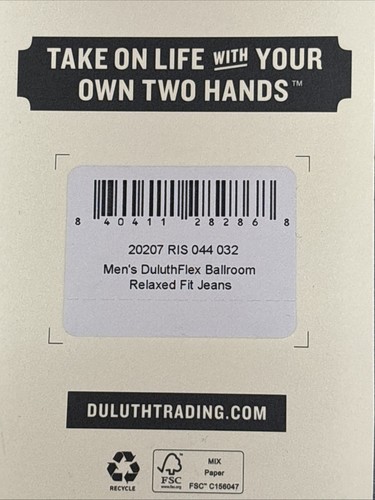 TAKE ON LIFE WITH YOUR
OWN TWO HANDS™
8 40411 28286 8
20207 RIS 044 032
Men's DuluthFlex Ballroom
Relaxed Fit Jeans
DULUTHTRADING.COM
RECYCLE
FSC
www.fsc.org
MIX
Paper
FSC™ C156047